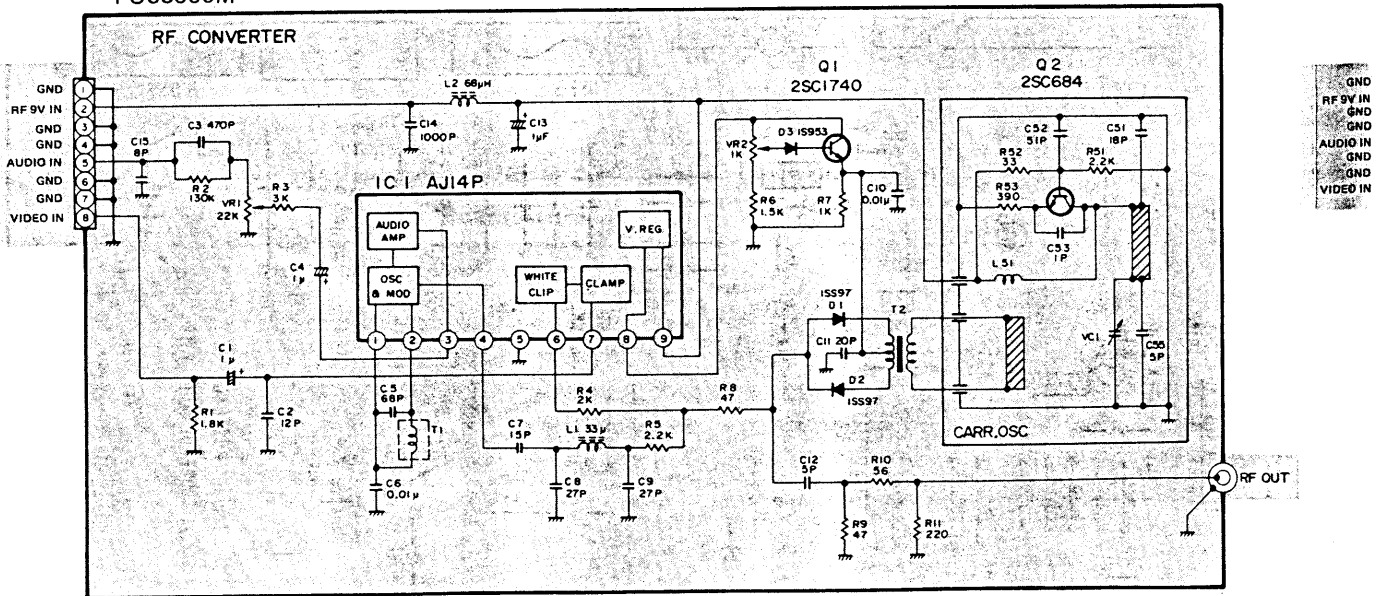 RF CONVERTER
GND
RF 9V IN
GND
GND
AUDIO IN
GND
GND
VIDEO IN
1
2
3
4
5
6
7
8
C15
8P
C3 470P
R2
130K
VR1
22K
R3
3K
C4
1μ
L2 68μH
C14
1000P
C13
1μF
IC1 AJ14P
AUDIO
AMP
OSC
& MOD
WHITE
CLIP
CLAMP
V. REG.
1
2
3
4
5
6
7
8
9
C1
1μ
R1
1.8K
C2
12P
C5
68P
T1
C6
0.01μ
C7
15P
L1 33μ
C8
27P
C9
27P
R4
2K
R5
2.2K
R8
47
Q1
2SC1740
D3 1S953
VR2
1K
R6
1.5K
R7
1K
C10
0.01μ
1SS97
D1
C11 20P
D2
1SS97
T2
C12
5P
R10
56
R9
47
R11
220
Q2
2SC684
C52
51P
C51
18P
R52
33
R51
2.2K
R53
390
C53
1P
L51
VC1
C55
5P
CARR. OSC
RF OUT
GND
RF 9V IN
GND
GND
AUDIO IN
GND
GND
VIDEO IN